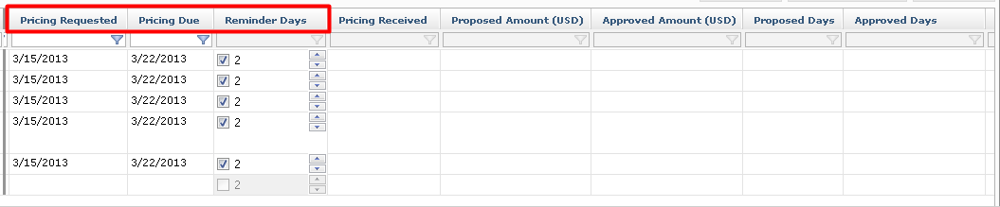 Pricing Requested Pricing Due Reminder Days Pricing Received Proposed Amount (USD) Approved Amount (USD) Proposed Days Approved Days
3/15/2013 3/22/2013 2
3/15/2013 3/22/2013 2
3/15/2013 3/22/2013 2
3/15/2013 3/22/2013 2
3/15/2013 3/22/2013 2
2